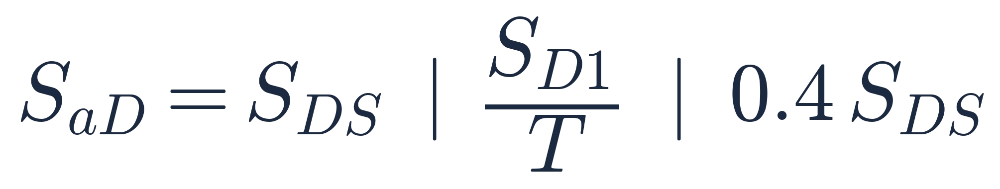 S_{aD} = S_{DS} | \frac{S_{D1}}{T} | 0.4 S_{DS}